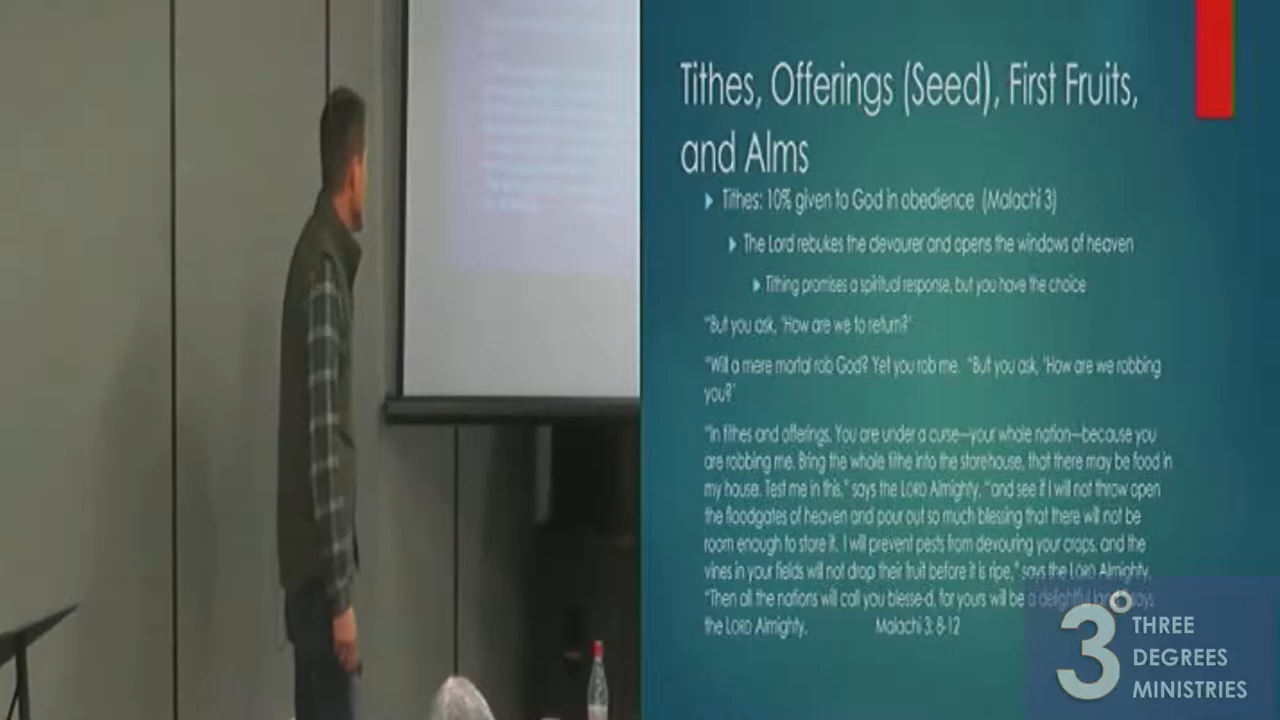 Tithes, Offerings (Seed), First Fruits,
and Alms
Tithes: 10% given to God in obedience (Malachi 3)
The Lord rebukes the devourer and opens the windows of heaven
Tithing promises a spiritual response, but you have the choice
"But you ask, 'How are we to return?'
"Will a mere mortal rob God? Yet you rob me. "But you ask, 'How are we robbing
you?'
"In tithes and offerings. You are under a curse—your whole nation—because you
are robbing me. Bring the whole tithe into the storehouse, that there may be food in
my house. Test me in this," says the LORD Almighty, "and see if I will not throw open
the floodgates of heaven and pour out so much blessing that there will not be
room enough to store it. I will prevent pests from devouring your crops, and the
vines in your fields will not drop their fruit before it is ripe," says the LORD Almighty.
"Then all the nations will call you blessed, for yours will be a delightful land," says
the LORD Almighty. Malachi 3: 8-12
3°
THREE
DEGREES
MINISTRIES